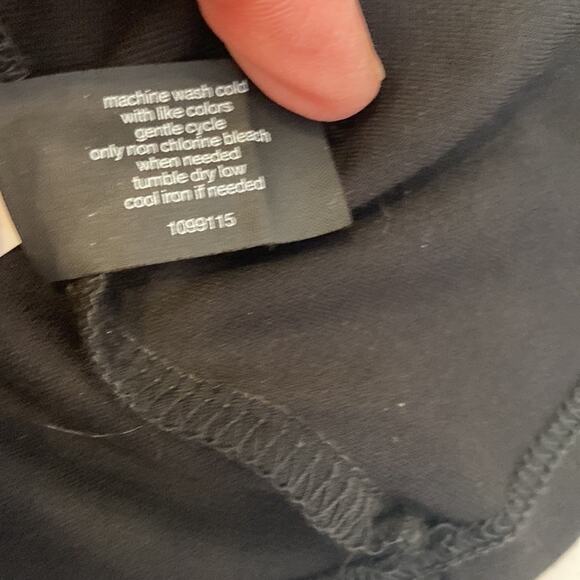 machine wash cold
with like colors
gentle cycle
only non chlorine bleach
when needed
tumble dry low
cool iron if needed
1099115